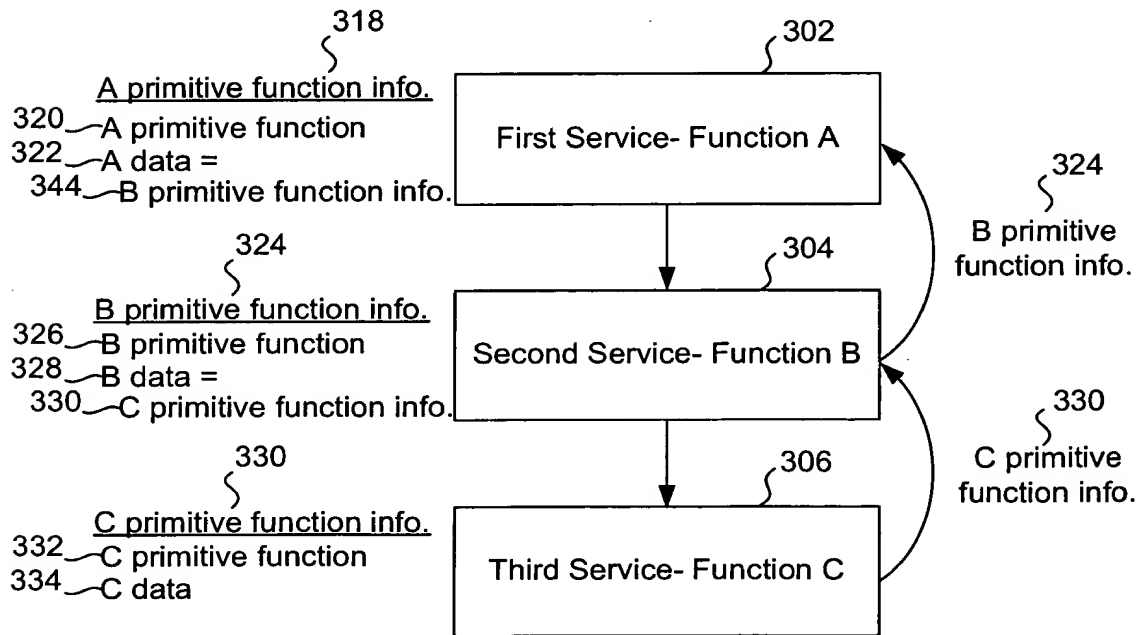 318
A primitive function info.
320 A primitive function
322 A data =
344 B primitive function info.
302
First Service- Function A
324
B primitive
function info.
324
B primitive function info.
326 B primitive function
328 B data =
330 C primitive function info.
304
Second Service- Function B
330
C primitive
function info.
330
C primitive function info.
332 C primitive function
334 C data
306
Third Service- Function C